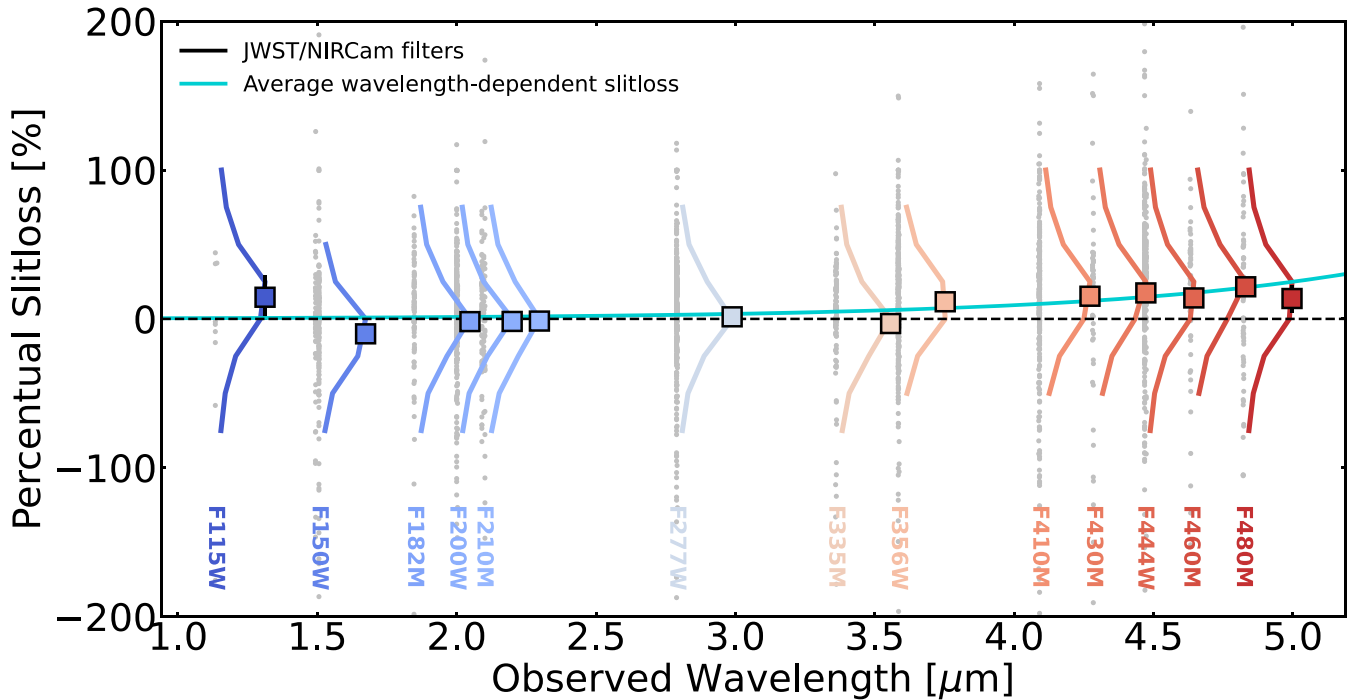 200
JWST/NIRCam filters
Average wavelength-dependent slitloss
100
0
−100
−200
Percentual Slitloss [%]
F115W
F150W
F182M
F200W
F210M
F277W
F335M
F356W
F410M
F430M
F444W
F460M
F480M
1.0 1.5 2.0 2.5 3.0 3.5 4.0 4.5 5.0
Observed Wavelength [μm]